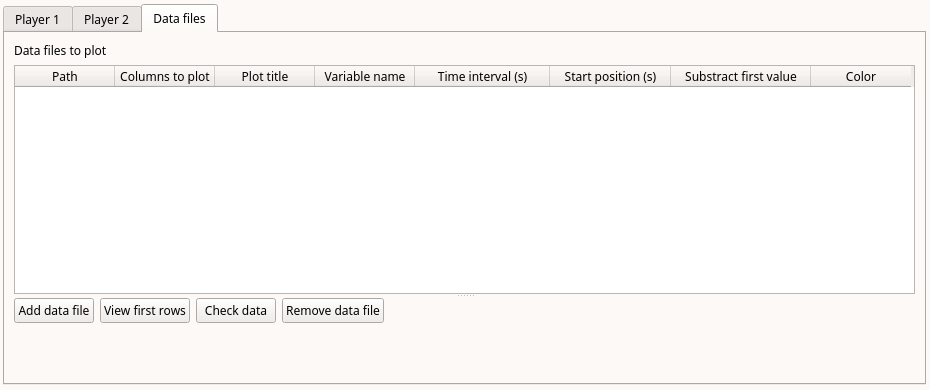 Player 1 Player 2 Data files
Data files to plot
Path Columns to plot Plot title Variable name Time interval (s) Start position (s) Substract first value Color
Add data file View first rows Check data Remove data file